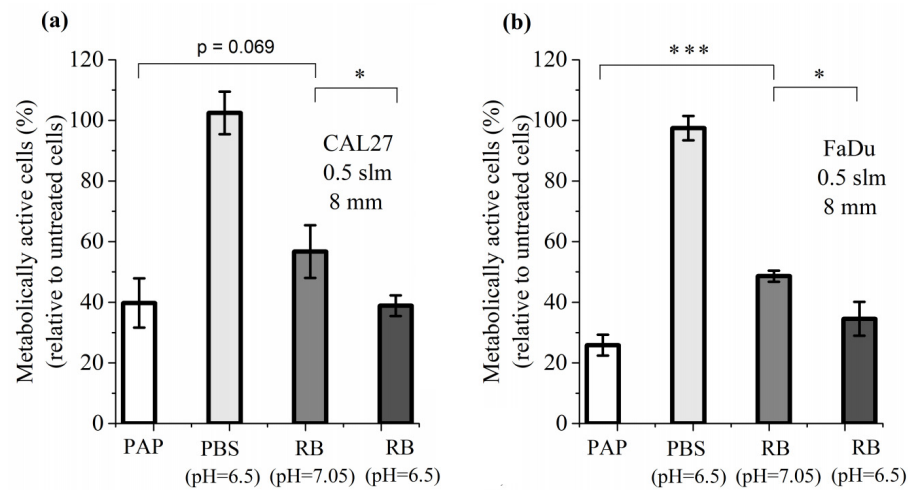 (a)
p = 0.069
*
120
100
80
60
40
20
0
Metabolically active cells (%)
(relative to untreated cells)
CAL27
0.5 slm
8 mm
PAP
PBS
(pH=6.5)
RB
(pH=7.05)
RB
(pH=6.5)
(b)
***
*
120
100
80
60
40
20
0
Metabolically active cells (%)
(relative to untreated cells)
FaDu
0.5 slm
8 mm
PAP
PBS
(pH=6.5)
RB
(pH=7.05)
RB
(pH=6.5)